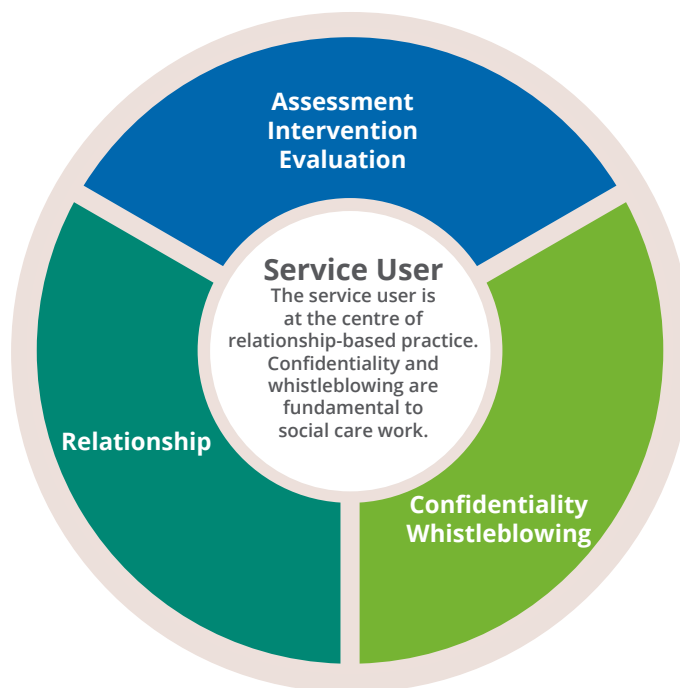 Assessment
Intervention
Evaluation
Service User
The service user is
at the centre of
relationship-based practice.
Confidentiality and
whistleblowing are
fundamental to
social care work.
Relationship
Confidentiality
Whistleblowing